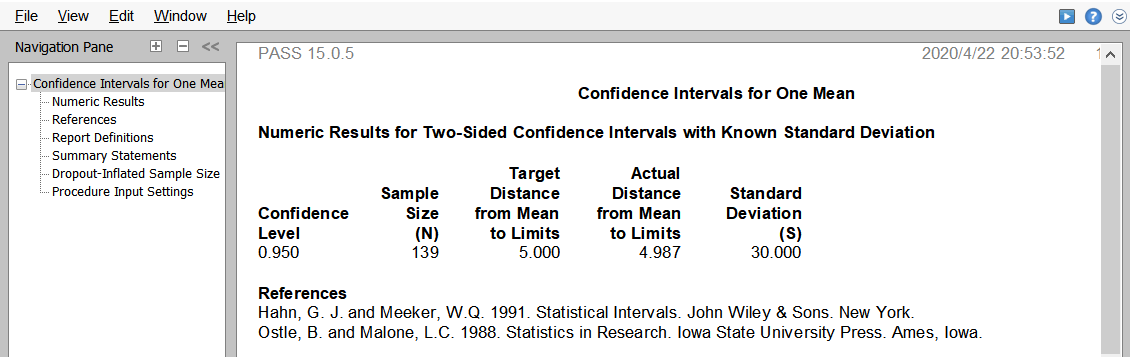 File View Edit Window Help
Navigation Pane
Confidence Intervals for One Mea
Numeric Results
References
Report Definitions
Summary Statements
Dropout-Inflated Sample Size
Procedure Input Settings
PASS 15.0.5 2020/4/22 20:53:52
Confidence Intervals for One Mean
Numeric Results for Two-Sided Confidence Intervals with Known Standard Deviation
Target Actual
Sample Distance Distance Standard
Confidence Size from Mean from Mean Deviation
Level (N) to Limits to Limits (S)
0.950 139 5.000 4.987 30.000
References
Hahn, G. J. and Meeker, W.Q. 1991. Statistical Intervals. John Wiley & Sons. New York.
Ostle, B. and Malone, L.C. 1988. Statistics in Research. Iowa State University Press. Ames, Iowa.